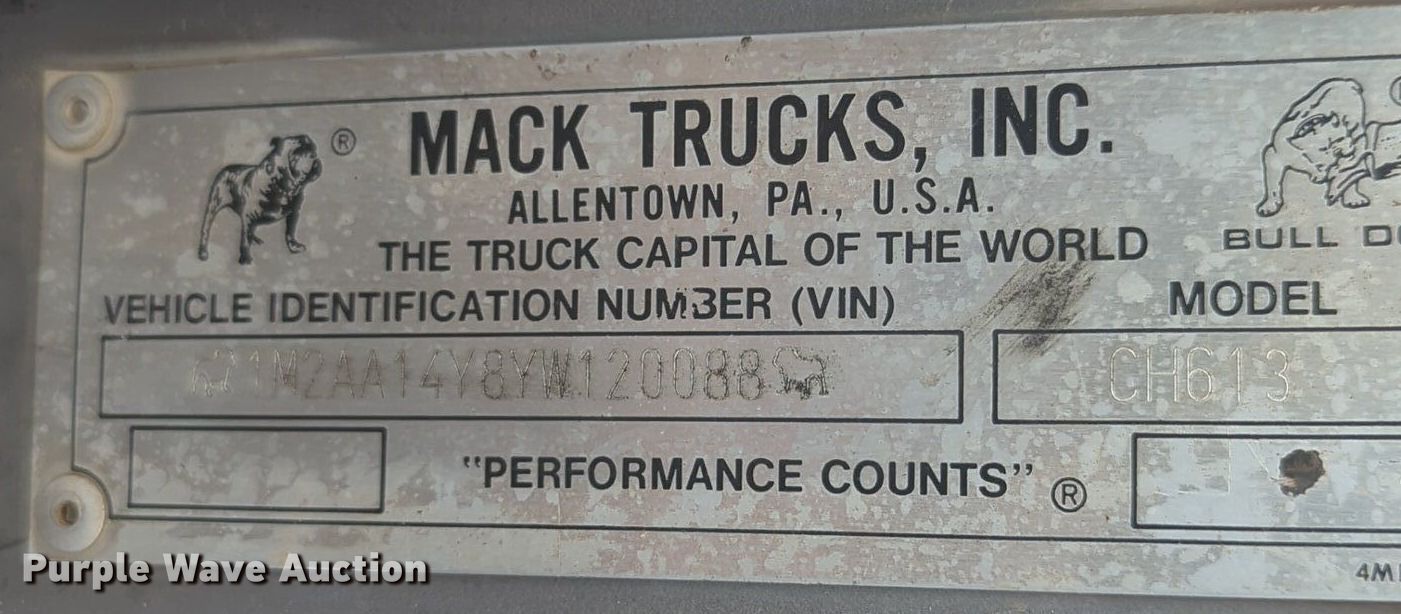 ®
MACK TRUCKS, INC.
ALLENTOWN, PA., U.S.A.
THE TRUCK CAPITAL OF THE WORLD
BULL
VEHICLE IDENTIFICATION NUMBER (VIN)
MODEL
1M2AA14Y8YW120088
CH613
"PERFORMANCE COUNTS" ®
Purple Wave Auction